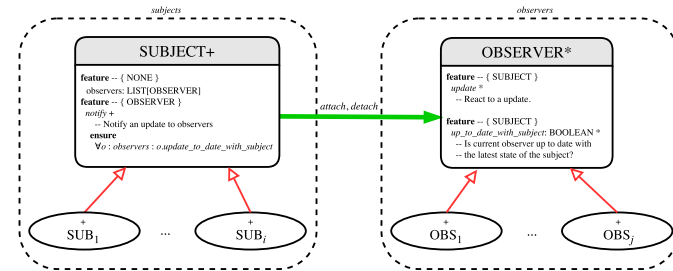 subjects
SUBJECT+
feature -- { NONE }
observers: LIST[OBSERVER]
feature -- { OBSERVER }
notify +
-- Notify an update to observers
ensure
∀o : observers : o.update_to_date_with_subject
+
SUB1
...
+
SUBi
attach, detach
observers
OBSERVER*
feature -- { SUBJECT }
update *
-- React to a update.
feature -- { SUBJECT }
up_to_date_with_subject: BOOLEAN *
-- Is current observer up to date with
-- the latest state of the subject?
+
OBS1
...
+
OBSj